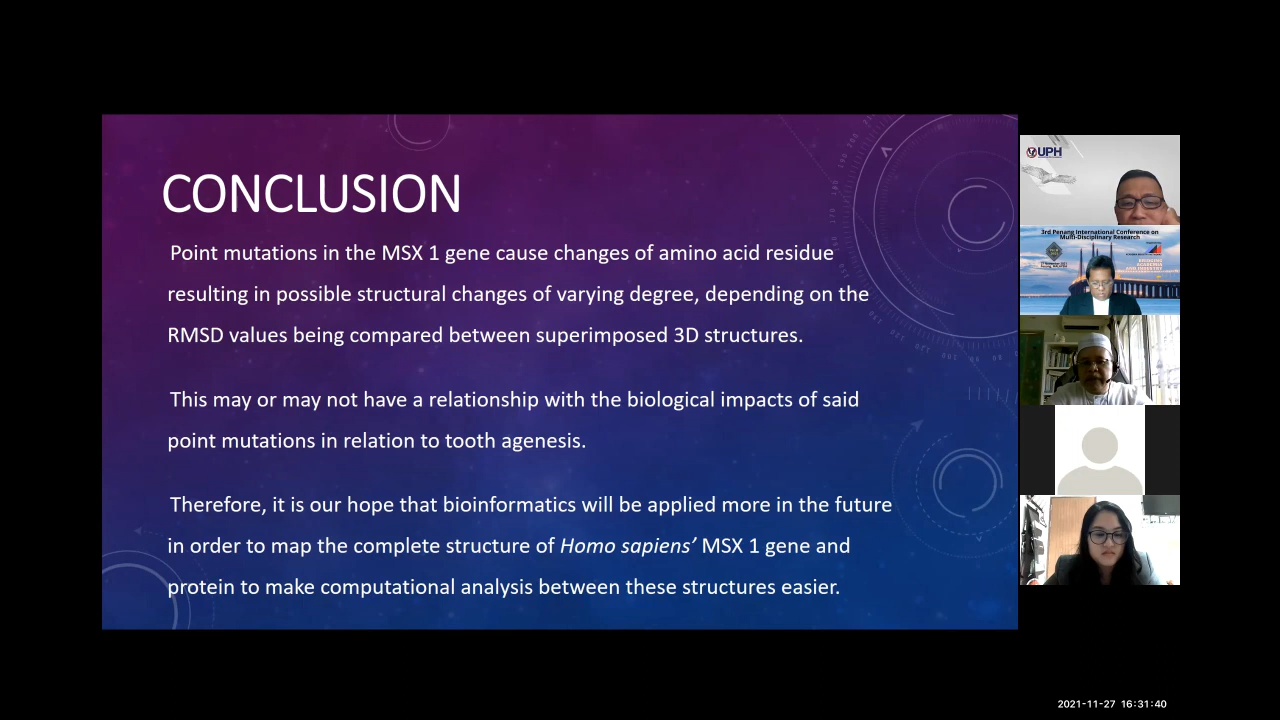 CONCLUSION
Point mutations in the MSX 1 gene cause changes of amino acid residue
resulting in possible structural changes of varying degree, depending on the
RMSD values being compared between superimposed 3D structures.
This may or may not have a relationship with the biological impacts of said
point mutations in relation to tooth agenesis.
Therefore, it is our hope that bioinformatics will be applied more in the future
in order to map the complete structure of Homo sapiens’ MSX 1 gene and
protein to make computational analysis between these structures easier.
UPH
3rd Penang International Conference on
Multi-Disciplinary Research
BRIDGING
ACADEMIA
AND INDUSTRY
2021-11-27 16:31:40